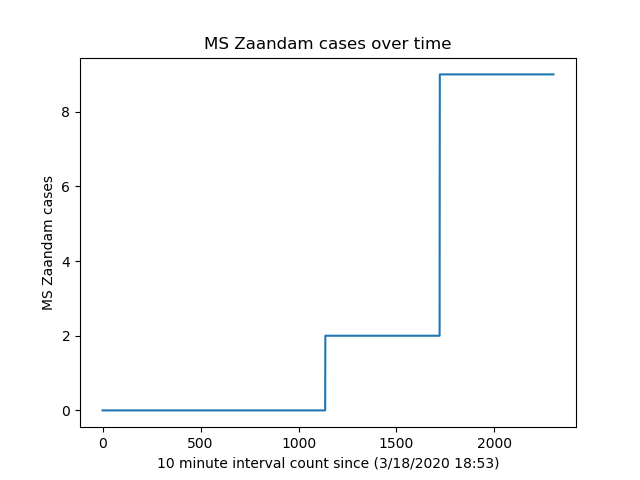 MS Zaandam cases over time
MS Zaandam cases
8
6
4
2
0
0 500 1000 1500 2000
10 minute interval count since (3/18/2020 18:53)